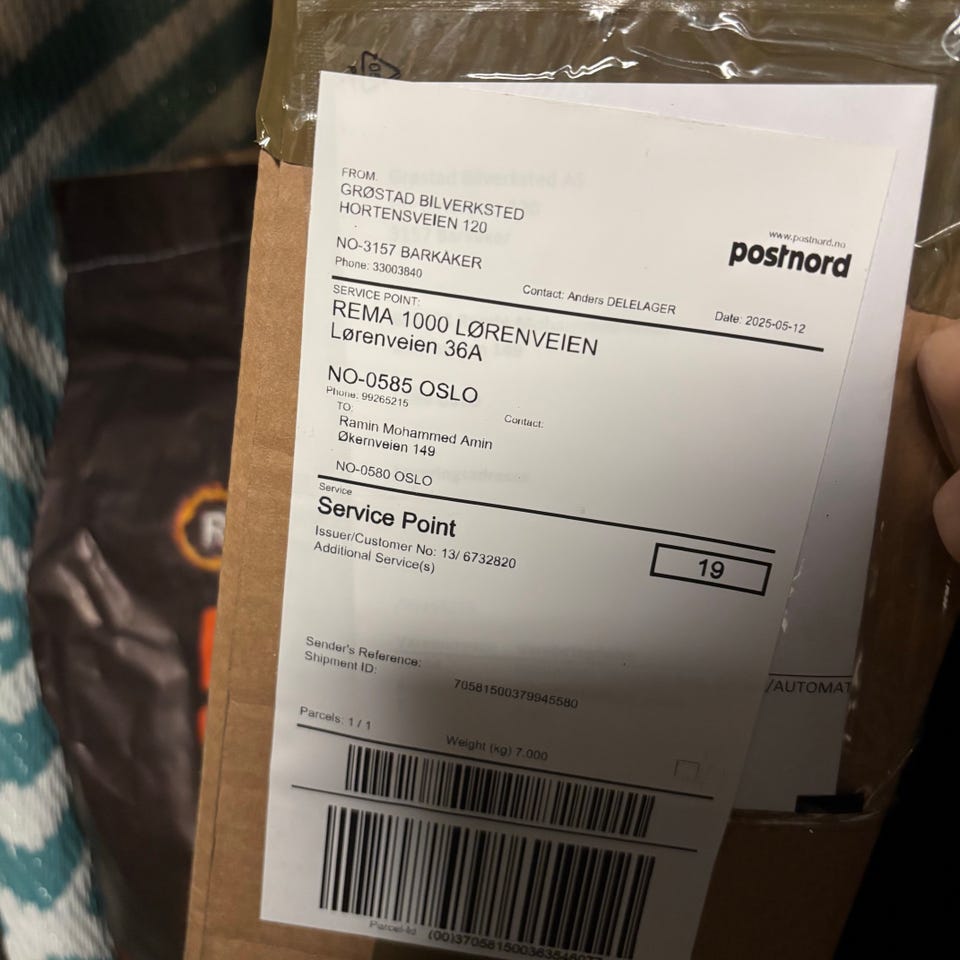 FROM.
GRØSTAD BILVERKSTED
HORTENSVEIEN 120
NO-3157 BARKÅKER
Phone: 33003840
www.postnord.no
postnord
Contact: Anders DELELAGER
Date: 2025-05-12
SERVICE POINT:
REMA 1000 LØRENVEIEN
Lørenveien 36A
NO-0585 OSLO
Phone: 99265215
Contact:
TO:
Ramin Mohammed Amin
Økernveien 149
NO-0580 OSLO
Service
Service Point
Issuer/Customer No: 13/ 6732820
Additional Service(s)
19
Sender's Reference:
Shipment ID:
70581500379945580
/AUTOMAT
Parcels: 1 / 1
Weight (kg) 7.000
Parcel-Id